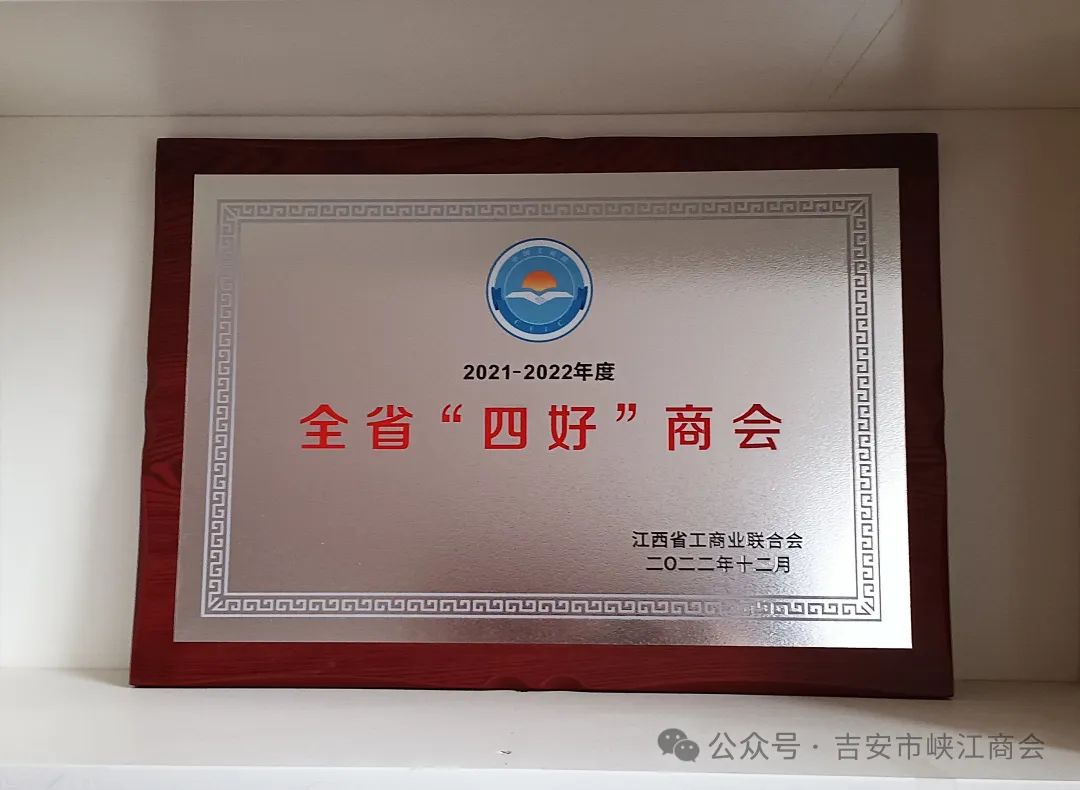 2021-2022年度
全省“四好”商会
江西省工商业联合会
二〇二二年十二月
公众号·吉安市峡江商会